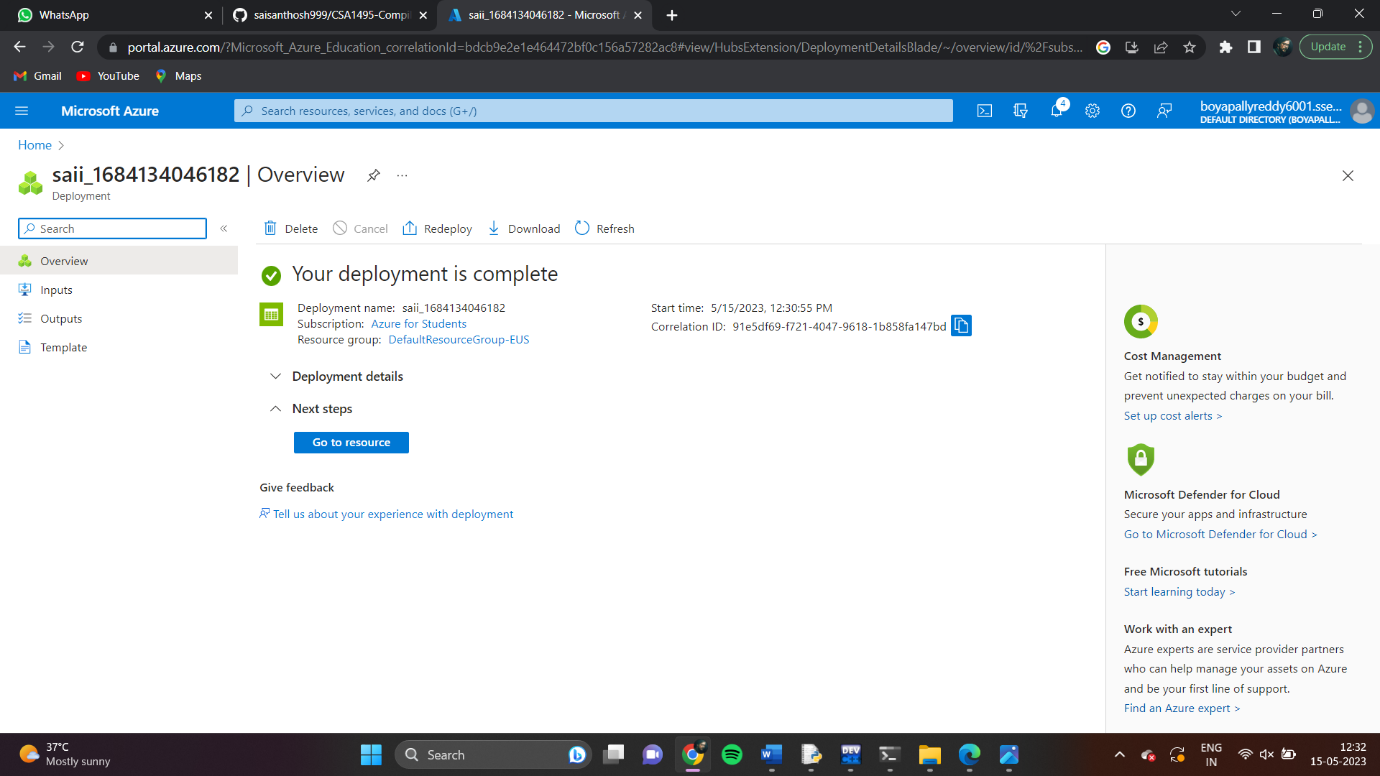 WhatsApp
saisanthosh999/CSA1495-Compil
saii_1684134046182 - Microsoft A
portal.azure.com/?Microsoft_Azure_Education_correlationId=bdcb9e2e1e464472bf0c156a57282ac8#view/HubsExtension/DeploymentDetailsBlade/~/overview/id/%2Fsubs...
Update
Gmail
YouTube
Maps
Microsoft Azure
Search resources, services, and docs (G+/)
4
boyapallyreddy6001.sse...
DEFAULT DIRECTORY (BOYAPALL...
Home
saii_1684134046182 | Overview
Deployment
Search
Delete
Cancel
Redeploy
Download
Refresh
Overview
Inputs
Outputs
Template
Your deployment is complete
Deployment name: saii_1684134046182
Subscription: Azure for Students
Resource group: DefaultResourceGroup-EUS
Start time: 5/15/2023, 12:30:55 PM
Correlation ID: 91e5df69-f721-4047-9618-1b858fa147bd
Deployment details
Next steps
Go to resource
Give feedback
Tell us about your experience with deployment
$
Cost Management
Get notified to stay within your budget and
prevent unexpected charges on your bill.
Set up cost alerts >
Microsoft Defender for Cloud
Secure your apps and infrastructure
Go to Microsoft Defender for Cloud >
Free Microsoft tutorials
Start learning today >
Work with an expert
Azure experts are service provider partners
who can help manage your assets on Azure
and be your first line of support.
Find an Azure expert >
37°C
Mostly sunny
Search
DEV
ENG
IN
12:32
15-05-2023